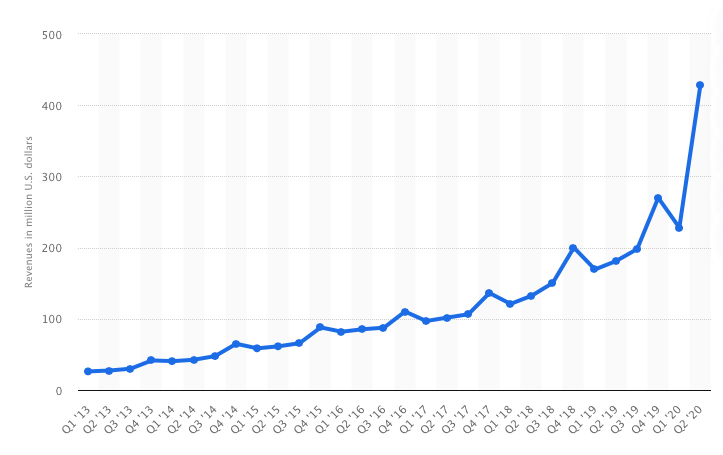 500
400
300
200
100
0
Revenues in million U.S. dollars
Q1 '13
Q2 '13
Q3 '13
Q4 '13
Q1 '14
Q2 '14
Q3 '14
Q4 '14
Q1 '15
Q2 '15
Q3 '15
Q4 '15
Q1 '16
Q2 '16
Q3 '16
Q4 '16
Q1 '17
Q2 '17
Q3 '17
Q4 '17
Q1 '18
Q2 '18
Q3 '18
Q4 '18
Q1 '19
Q2 '19
Q3 '19
Q4 '19
Q1 '20
Q2 '20